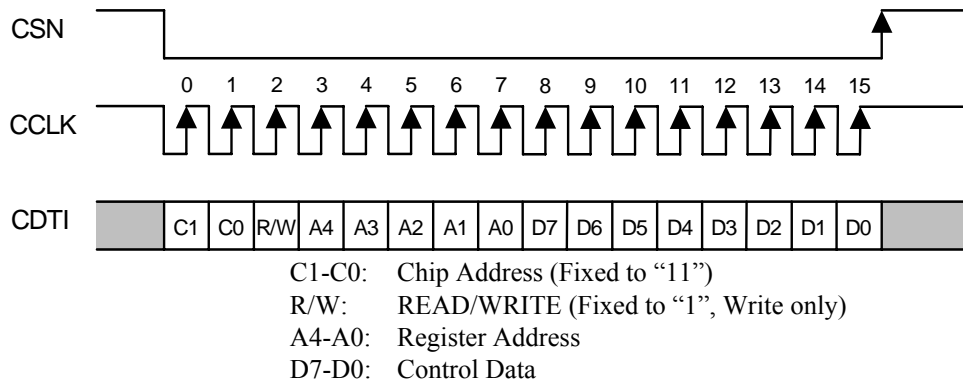 CSN
0 1 2 3 4 5 6 7 8 9 10 11 12 13 14 15
CCLK
CDTI C1 C0 R/W A4 A3 A2 A1 A0 D7 D6 D5 D4 D3 D2 D1 D0
C1-C0: Chip Address (Fixed to “11”)
R/W: READ/WRITE (Fixed to “1”, Write only)
A4-A0: Register Address
D7-D0: Control Data